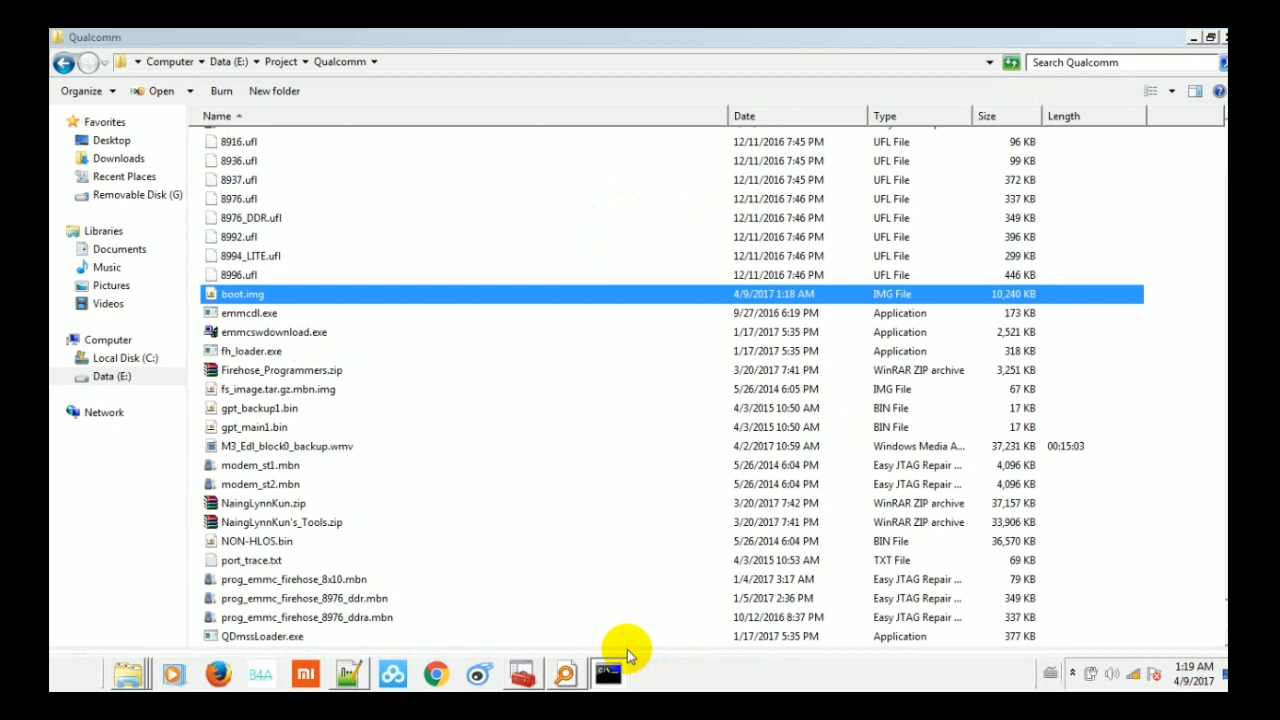 Qualcomm
Computer Data (E:) Project Qualcomm Search Qualcomm
Organize Open Burn New folder
Name Date Type Size Length
Favorites
Desktop
Downloads
Recent Places
Removable Disk (G)
Libraries
Documents
Music
Pictures
Videos
Computer
Local Disk (C:)
Data (E:)
Network
8916.ufl 12/11/2016 7:45 PM UFL File 96 KB
8936.ufl 12/11/2016 7:45 PM UFL File 99 KB
8937.ufl 12/11/2016 7:45 PM UFL File 372 KB
8976.ufl 12/11/2016 7:45 PM UFL File 337 KB
8976_DDR.ufl 12/11/2016 7:45 PM UFL File 349 KB
8992.ufl 12/11/2016 7:46 PM UFL File 396 KB
8994_LITE.ufl 12/11/2016 7:46 PM UFL File 299 KB
8996.ufl 12/11/2016 7:46 PM UFL File 446 KB
boot.img 4/9/2017 1:18 AM IMG File 10,240 KB
emmcdl.exe 9/27/2016 6:19 PM Application 173 KB
emmcswdownload.exe 1/17/2017 5:35 PM Application 2,521 KB
fh_loader.exe 1/17/2017 5:35 PM Application 318 KB
Firehose_Programmers.zip 3/20/2017 7:41 PM WinRAR ZIP archive 3,251 KB
fs_image.tar.gz.mbn.img 5/26/2014 6:05 PM IMG File 67 KB
gpt_backup1.bin 4/3/2015 10:50 AM BIN File 17 KB
gpt_main1.bin 4/3/2015 10:50 AM BIN File 17 KB
M3_Edl_block0_backup.wmv 4/2/2017 10:59 AM Windows Media A... 37,231 KB 00:15:03
modem_st1.mbn 5/26/2014 6:04 PM Easy JTAG Repair ... 4,096 KB
modem_st2.mbn 5/26/2014 6:04 PM Easy JTAG Repair ... 4,096 KB
NaingLynnKun.zip 3/20/2017 7:42 PM WinRAR ZIP archive 37,157 KB
NaingLynnKun's_Tools.zip 3/20/2017 7:41 PM WinRAR ZIP archive 33,906 KB
NON-HLOS.bin 5/26/2014 6:04 PM BIN File 36,570 KB
port_trace.txt 4/3/2015 10:53 AM TXT File 69 KB
prog_emmc_firehose_8x10.mbn 1/4/2017 3:17 AM Easy JTAG Repair ... 79 KB
prog_emmc_firehose_8976_ddr.mbn 1/5/2017 2:36 PM Easy JTAG Repair ... 349 KB
prog_emmc_firehose_8976_ddra.mbn 10/12/2016 8:37 PM Easy JTAG Repair ... 337 KB
QDmssLoader.exe 1/17/2017 5:35 PM Application 377 KB
B4A
mi
1:19 AM
4/9/2017